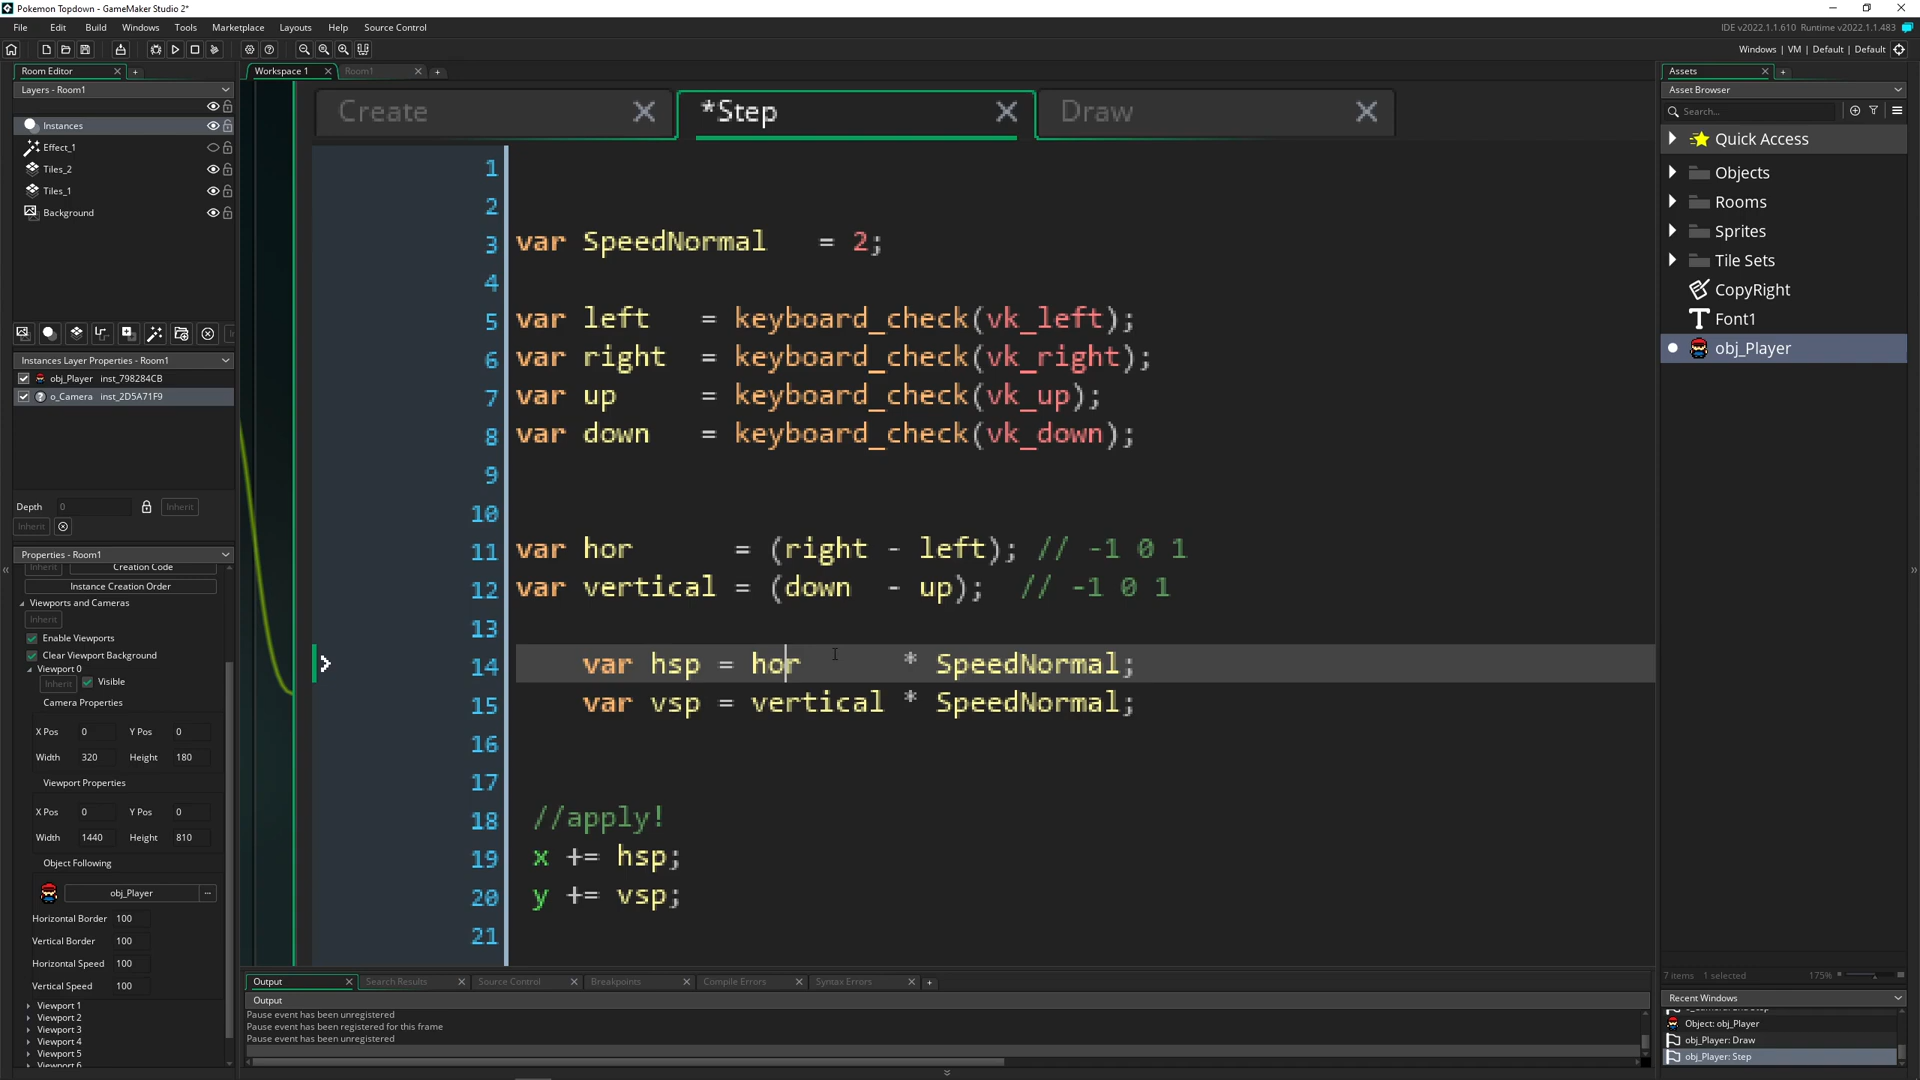 Pokemon Topdown - GameMaker Studio 2*
File Edit Build Windows Tools Marketplace Layouts Help Source Control
IDE v2022.1.1.610 Runtime v2022.1.1.483
Windows | VM | Default | Default
Room Editor
Layers - Room1
Instances
Effect_1
Tiles_2
Tiles_1
Background
Instances Layer Properties - Room1
obj_Player inst_798284CB
o_Camera inst_2D5A71F9
Depth 0 Inherit
Inherit
Properties - Room1
Inherit Creation Code
Instance Creation Order
Viewports and Cameras
Inherit
Enable Viewports
Clear Viewport Background
Viewport 0
Inherit Visible
Camera Properties
X Pos 0 Y Pos 0
Width 320 Height 180
Viewport Properties
X Pos 0 Y Pos 0
Width 1440 Height 810
Object Following
obj_Player ...
Horizontal Border 100
Vertical Border 100
Horizontal Speed 100
Vertical Speed 100
Viewport 1
Viewport 2
Viewport 3
Viewport 4
Viewport 5
Viewport 6
Workspace 1 Room1
Create *Step Draw
1
2
3 var SpeedNormal = 2;
4
5 var left = keyboard_check(vk_left);
6 var right = keyboard_check(vk_right);
7 var up = keyboard_check(vk_up);
8 var down = keyboard_check(vk_down);
9
10
11 var hor = (right - left); // -1 0 1
12 var vertical = (down - up); // -1 0 1
13
14 var hsp = hor * SpeedNormal;
15 var vsp = vertical * SpeedNormal;
16
17
18 //apply!
19 x += hsp;
20 y += vsp;
21
Output Search Results Source Control Breakpoints Compile Errors Syntax Errors
Output
Pause event has been unregistered
Pause event has been registered for this frame
Pause event has been unregistered
Assets
Asset Browser
Search...
Quick Access
Objects
Rooms
Sprites
Tile Sets
CopyRight
Font1
obj_Player
7 items 1 selected 175%
Recent Windows
Object: obj_Player
obj_Player: Draw
obj_Player: Step